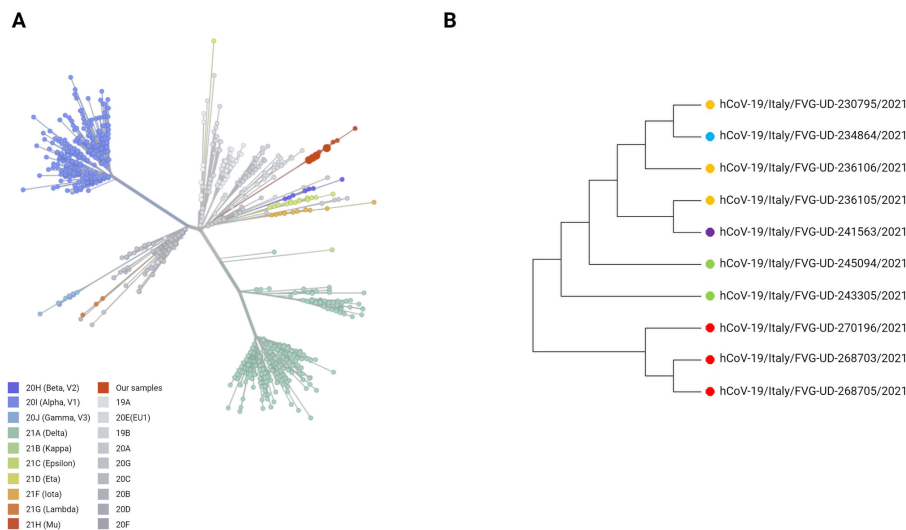 A
B
hCoV-19/Italy/FVG-UD-230795/2021
hCoV-19/Italy/FVG-UD-234864/2021
hCoV-19/Italy/FVG-UD-236106/2021
hCoV-19/Italy/FVG-UD-236105/2021
hCoV-19/Italy/FVG-UD-241563/2021
hCoV-19/Italy/FVG-UD-245094/2021
hCoV-19/Italy/FVG-UD-243305/2021
hCoV-19/Italy/FVG-UD-270196/2021
hCoV-19/Italy/FVG-UD-268703/2021
hCoV-19/Italy/FVG-UD-268705/2021
20H (Beta, V2)
20I (Alpha, V1)
20J (Gamma, V3)
21A (Delta)
21B (Kappa)
21C (Epsilon)
21D (Eta)
21F (Iota)
21G (Lambda)
21H (Mu)
Our samples
19A
20E(EU1)
19B
20A
20G
20C
20B
20D
20F